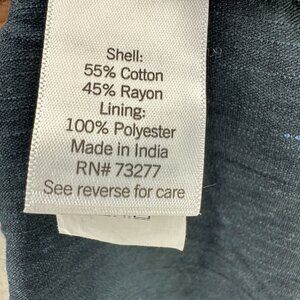 Shell:
55% Cotton
45% Rayon
Lining:
100% Polyester
Made in India
RN# 73277
See reverse for care